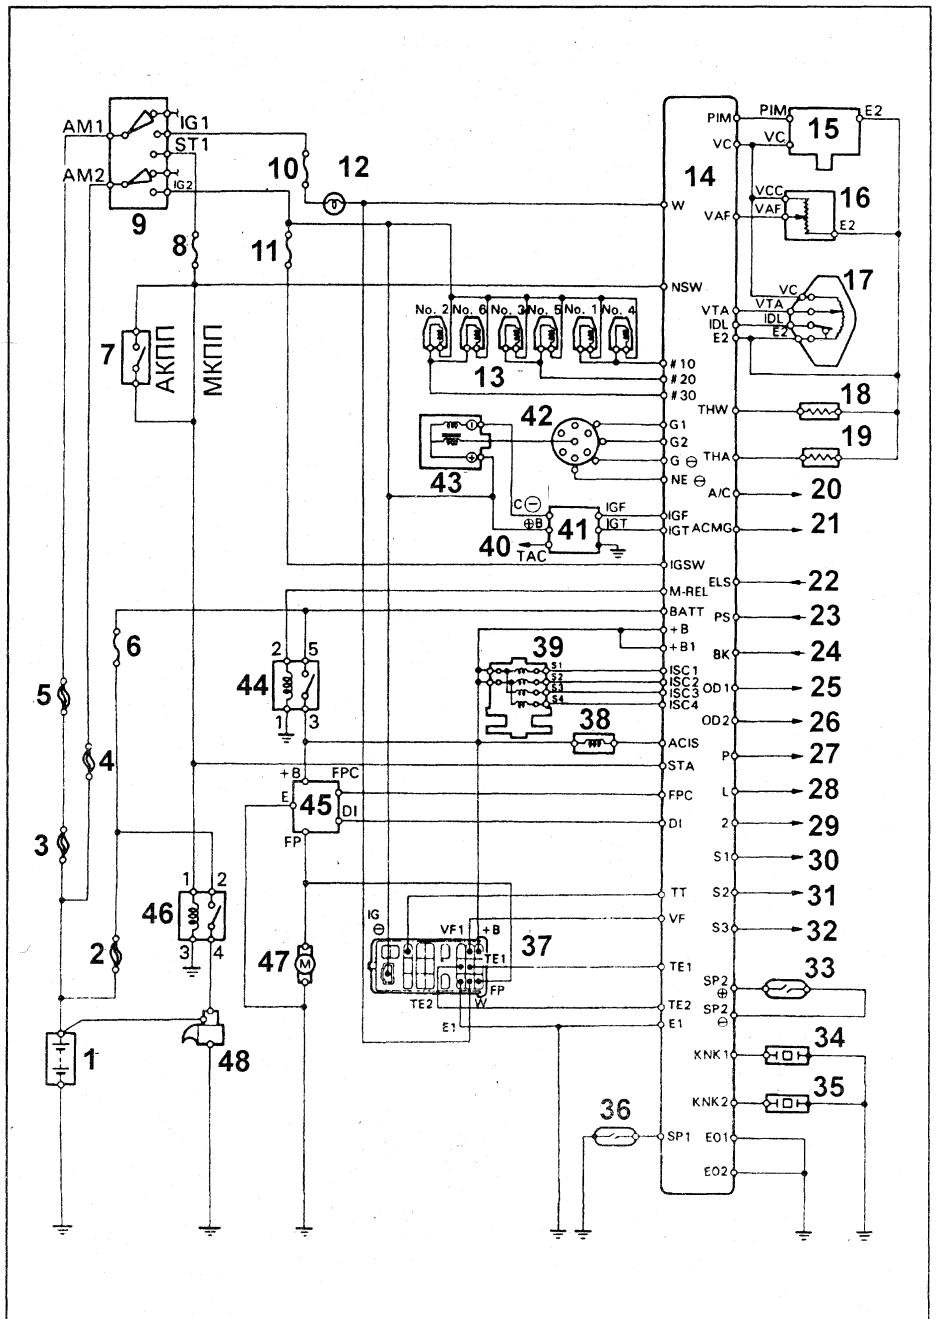 AM1
IG1
ST1
AM2
IG2
9
10
12
8
11
14
W
PIM
PIM
E2
15
VC
VC
16
VCC
VAF
VAF
E2
17
VC
VTA
VTA
IDL
IDL
E2
E2
NSW
No. 2
No. 6
No. 3
No. 5
No. 1
No. 4
7
АКПП
МКПП
13
#10
#20
#30
THW
18
THA
19
42
G1
G2
G ⊖
NE ⊖
43
C ⊖
⊕B
IGF
IGT
41
40
TAC
IGF
IGT
A/C
20
ACMG
21
IGSW
M-REL
BATT
+B
+B1
ELS
22
PS
23
BK
24
6
2
5
44
1
3
39
S1
S2
S3
S4
ISC1
ISC2
ISC3
ISC4
OD1
25
OD2
26
5
4
3
38
ACIS
STA
P
27
+B
FPC
E
45
DI
FP
FPC
DI
L
28
2
29
S1
30
1
2
46
3
4
TT
VF
S2
31
S3
32
2
47
M
IG
⊖
VF1
+B
37
TE1
FP
TE2
W
E1
TE1
TE2
E1
SP2
⊕
33
SP2
⊖
1
48
KNK1
34
KNK2
35
36
SP1
E01
E02